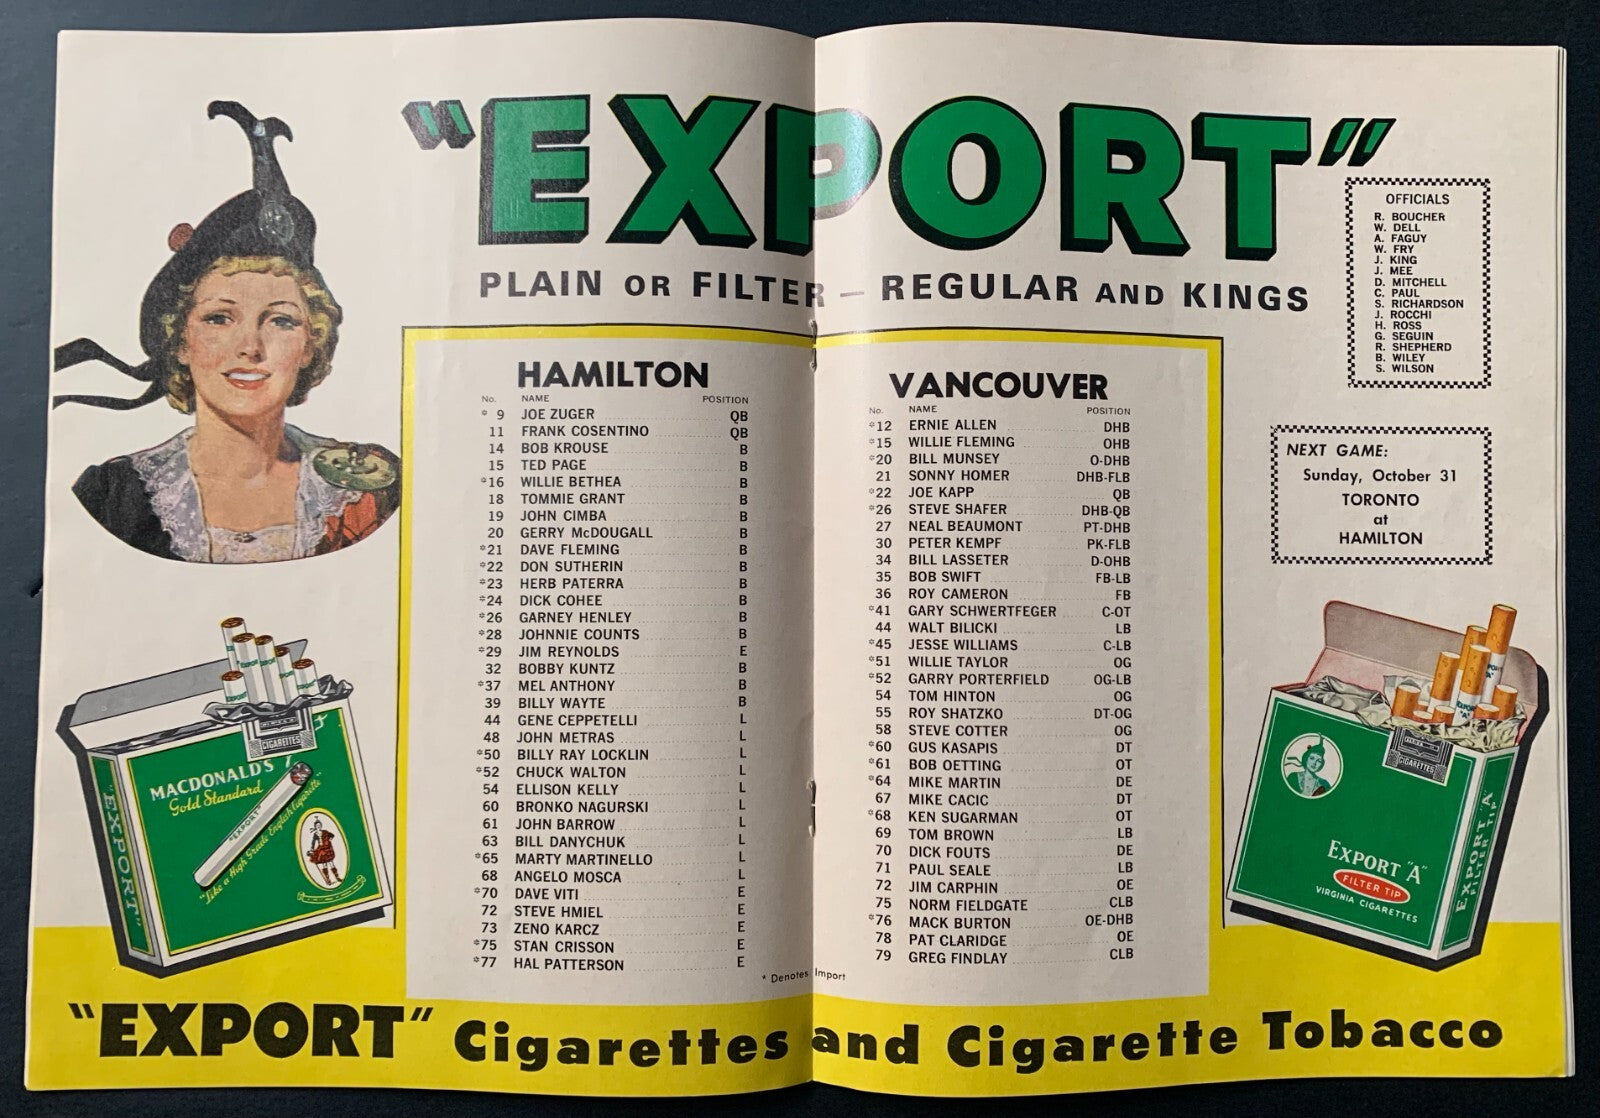 "EXPORT"
PLAIN OR FILTER — REGULAR AND KINGS
OFFICIALS
R. BOUCHER
W. DELL
A. FAGUY
W. FRY
J. KING
J. MEE
D. MITCHELL
C. PAUL
S. RICHARDSON
J. ROCCHI
H. ROSS
G. SEGUIN
R. SHEPHERD
B. WILEY
S. WILSON
HAMILTON
No. NAME POSITION
* 9 JOE ZUGER QB
11 FRANK COSENTINO QB
14 BOB KROUSE B
15 TED PAGE B
*16 WILLIE BETHEA B
18 TOMMIE GRANT B
19 JOHN CIMBA B
20 GERRY McDOUGALL B
*21 DAVE FLEMING B
*22 DON SUTHERIN B
*23 HERB PATERRA B
*24 DICK COHEE B
*26 GARNEY HENLEY B
*28 JOHNNIE COUNTS B
*29 JIM REYNOLDS E
32 BOBBY KUNTZ B
*37 MEL ANTHONY B
39 BILLY WAYTE B
44 GENE CEPPETELLI L
48 JOHN METRAS L
*50 BILLY RAY LOCKLIN L
*52 CHUCK WALTON L
54 ELLISON KELLY L
60 BRONKO NAGURSKI L
61 JOHN BARROW L
63 BILL DANYCHUK L
*65 MARTY MARTINELLO L
68 ANGELO MOSCA L
*70 DAVE VITI E
72 STEVE HMIEL E
73 ZENO KARCZ E
*75 STAN CRISSON E
*77 HAL PATTERSON E
VANCOUVER
No. NAME POSITION
*12 ERNIE ALLEN DHB
*15 WILLIE FLEMING OHB
*20 BILL MUNSEY O-DHB
21 SONNY HOMER DHB-FLB
*22 JOE KAPP QB
*26 STEVE SHAFER DHB-QB
27 NEAL BEAUMONT PT-DHB
30 PETER KEMPF PK-FLB
34 BILL LASSETER D-OHB
35 BOB SWIFT FB-LB
36 ROY CAMERON FB
*41 GARY SCHWERTFEGER C-OT
44 WALT BILICKI LB
*45 JESSE WILLIAMS C-LB
*51 WILLIE TAYLOR OG
*52 GARRY PORTERFIELD OG-LB
54 TOM HINTON OG
55 ROY SHATZKO DT-OG
58 STEVE COTTER OG
*60 GUS KASAPIS DT
*61 BOB OETTING OT
*64 MIKE MARTIN DE
67 MIKE CACIC DT
*68 KEN SUGARMAN OT
69 TOM BROWN LB
70 DICK FOUTS DE
71 PAUL SEALE LB
72 JIM CARPHIN OE
75 NORM FIELDGATE CLB
*76 MACK BURTON OE-DHB
78 PAT CLARIDGE OE
79 GREG FINDLAY CLB
* Denotes Import
NEXT GAME:
Sunday, October 31
TORONTO
at
HAMILTON
CIGARETTES
MACDONALD'S
Gold Standard
"EXPORT"
"Like a High Grade English Cigarette"
"EXPORT"
CIGARETTES
EXPORT "A"
FILTER TIP
VIRGINIA CIGARETTES
EXPORT "A"
FILTER TIP
"EXPORT" Cigarettes and Cigarette Tobacco